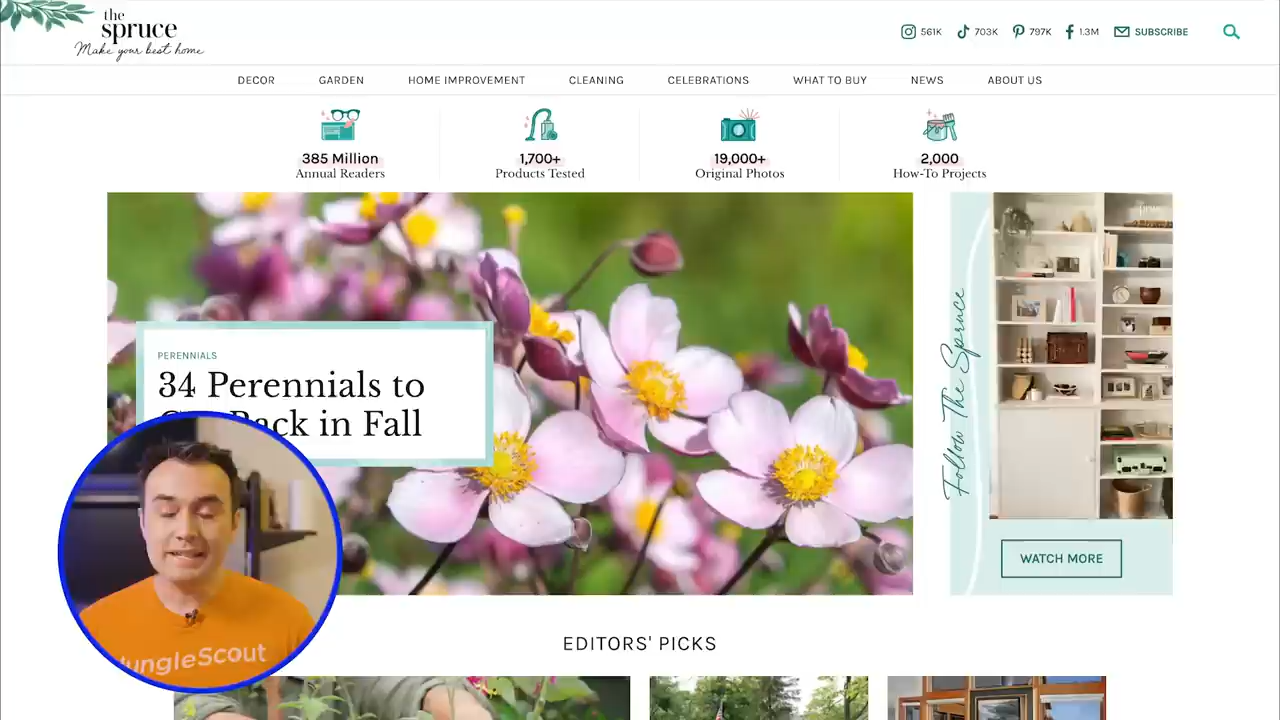 the
spruce
Make your best home
561K 703K 797K 1.3M SUBSCRIBE
DECOR GARDEN HOME IMPROVEMENT CLEANING CELEBRATIONS WHAT TO BUY NEWS ABOUT US
385 Million
Annual Readers
1,700+
Products Tested
19,000+
Original Photos
2,000
How-To Projects
PERENNIALS
34 Perennials to
Back in Fall
Follow The Spruce
WATCH MORE
JungleScout
EDITORS' PICKS